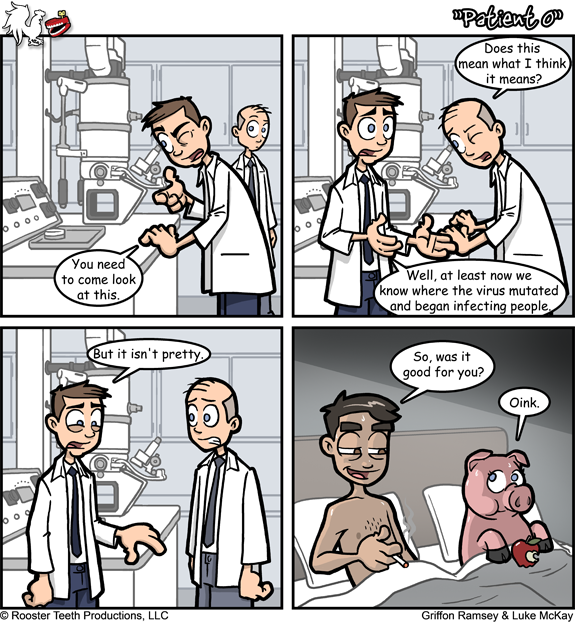 "Patient 0"
You need
to come look
at this.
But it isn't pretty.
Does this
mean what I think
it means?
Well, at least now we
know where the virus mutated
and began infecting people.
So, was it
good for you?
Oink.
© Rooster Teeth Productions, LLC
Griffon Ramsey & Luke McKay